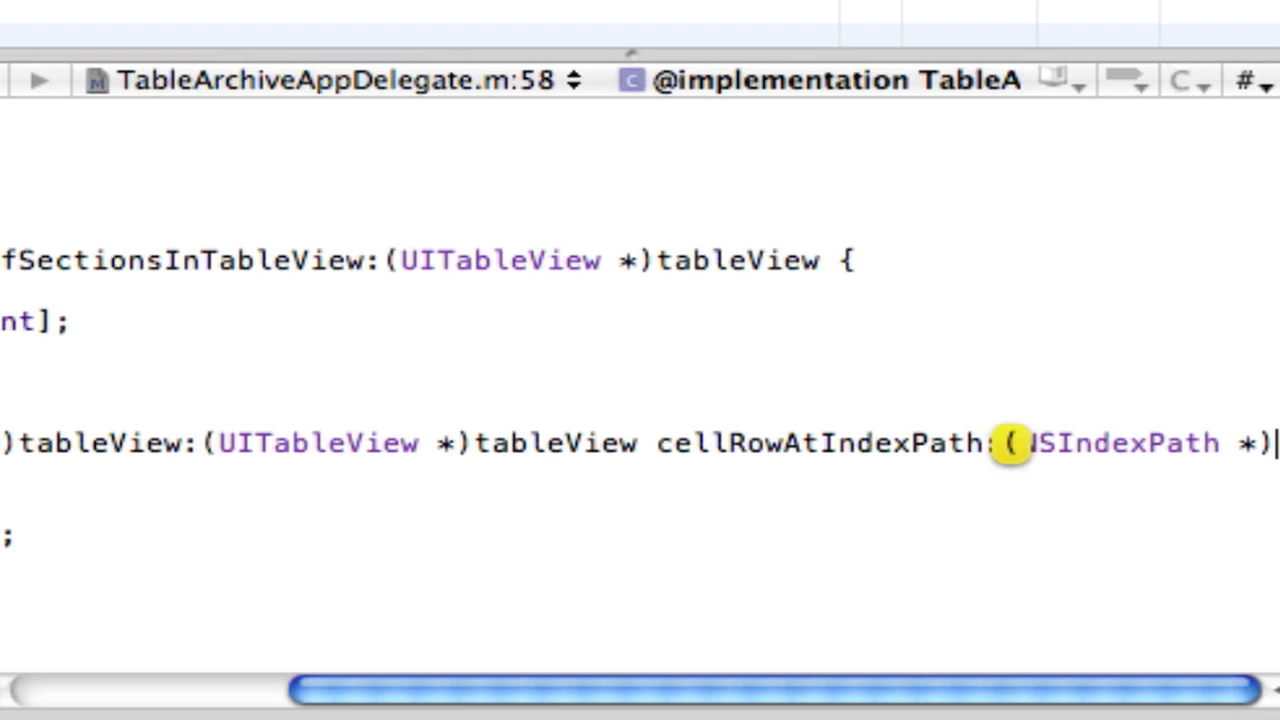 TableArchiveAppDelegate.m:58 @implementation TableA C #
fSectionsInTableView:(UITableView *)tableView {
nt];
)tableView:(UITableView *)tableView cellRowAtIndexPath:(NSIndexPath *)
;